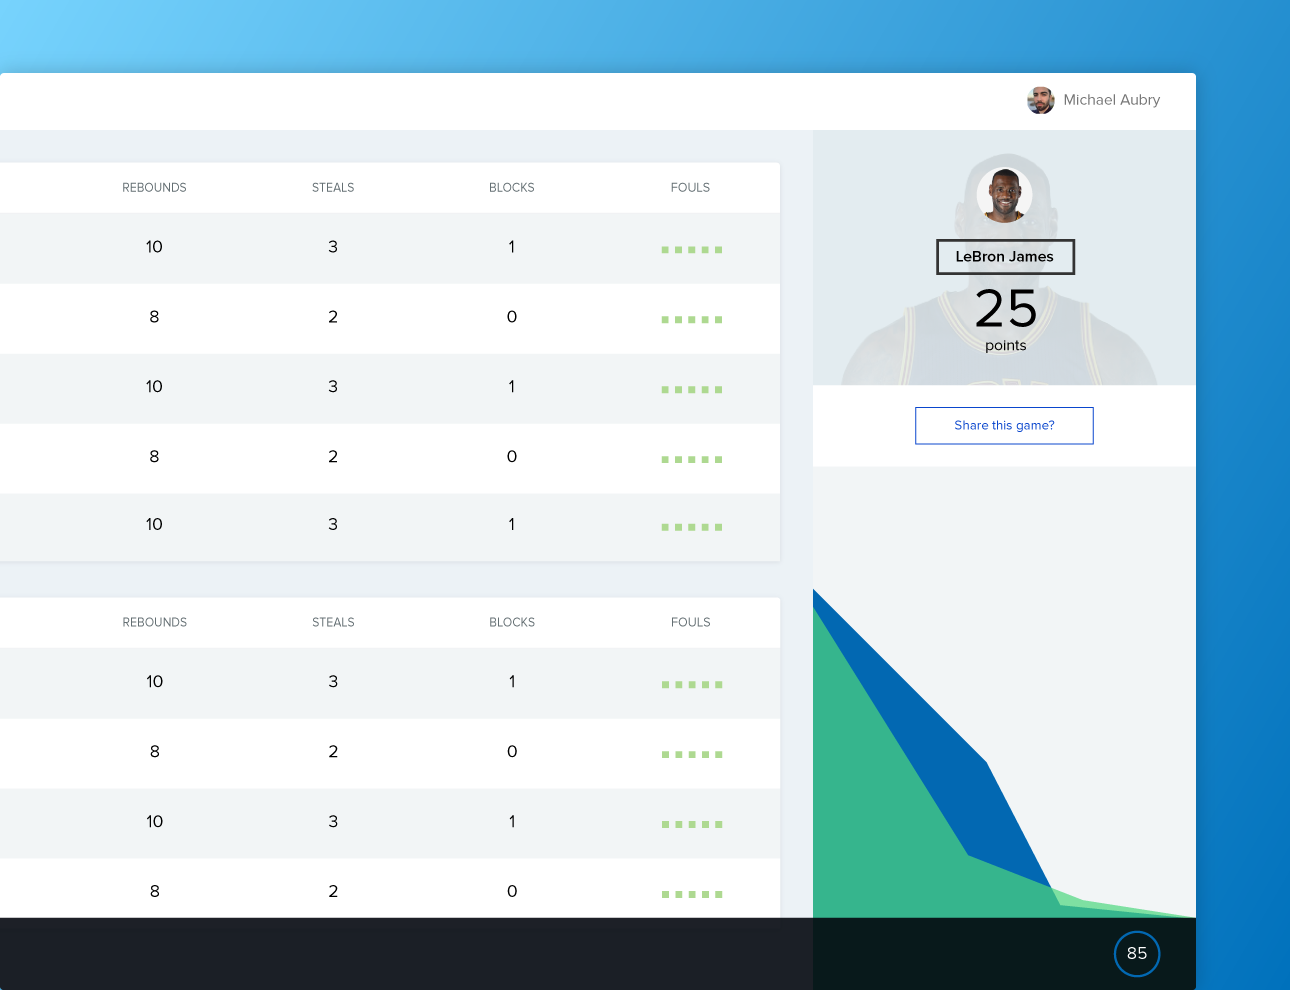 Michael Aubry
REBOUNDS STEALS BLOCKS FOULS
10 3 1
8 2 0
10 3 1
8 2 0
10 3 1
LeBron James
25
points
Share this game?
REBOUNDS STEALS BLOCKS FOULS
10 3 1
8 2 0
10 3 1
8 2 0
85